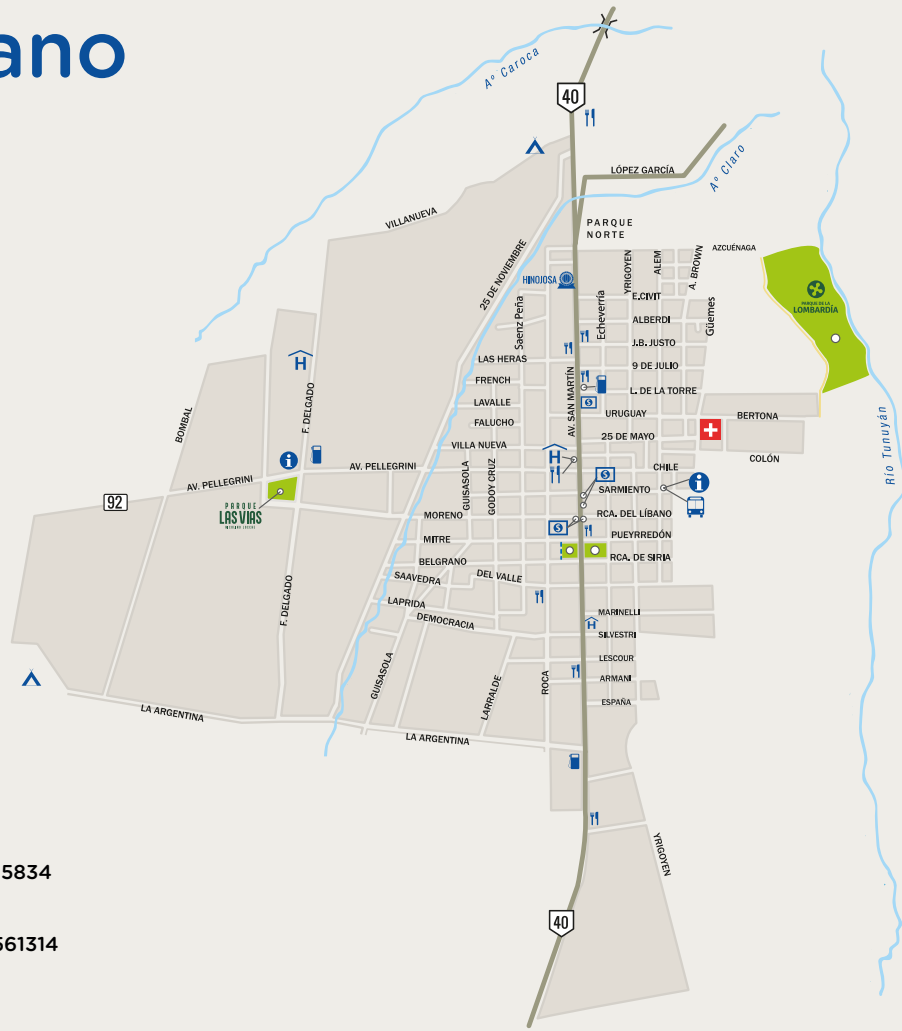 ano
Aº Caroca
40
LÓPEZ GARCÍA
Aº Claro
VILLANUEVA
25 DE NOVIEMBRE
PARQUE
NORTE
YRIGOYEN
ALEM
A. BROWN
AZCUÉNAGA
HINOJOSA
E.CIVIT
Saenz Peña
Echeverría
ALBERDI
Güemes
PARQUE DE LA
LOMBARDÍA
J.B. JUSTO
LAS HERAS
9 DE JULIO
H
FRENCH
AV. SAN MARTÍN
L. DE LA TORRE
F. DELGADO
LAVALLE
$
URUGUAY
BERTONA
BOMBAL
FALUCHO
25 DE MAYO
Río Tunuyán
VILLA NUEVA
H
COLÓN
i
AV. PELLEGRINI
GUISASOLA
GODOY CRUZ
$
CHILE
AV. PELLEGRINI
SARMIENTO
i
92
PARQUE
LAS VIAS
MORENO
RCA. DEL LÍBANO
$
MITRE
PUEYRREDÓN
BELGRANO
RCA. DE SIRIA
SAAVEDRA
DEL VALLE
F. DELGADO
LAPRIDA
MARINELLI
DEMOCRACIA
H
SILVESTRI
GUISASOLA
LARRALDE
ROCA
LESCOUR
ARMANI
ESPAÑA
LA ARGENTINA
LA ARGENTINA
YRIGOYEN
5834
40
561314